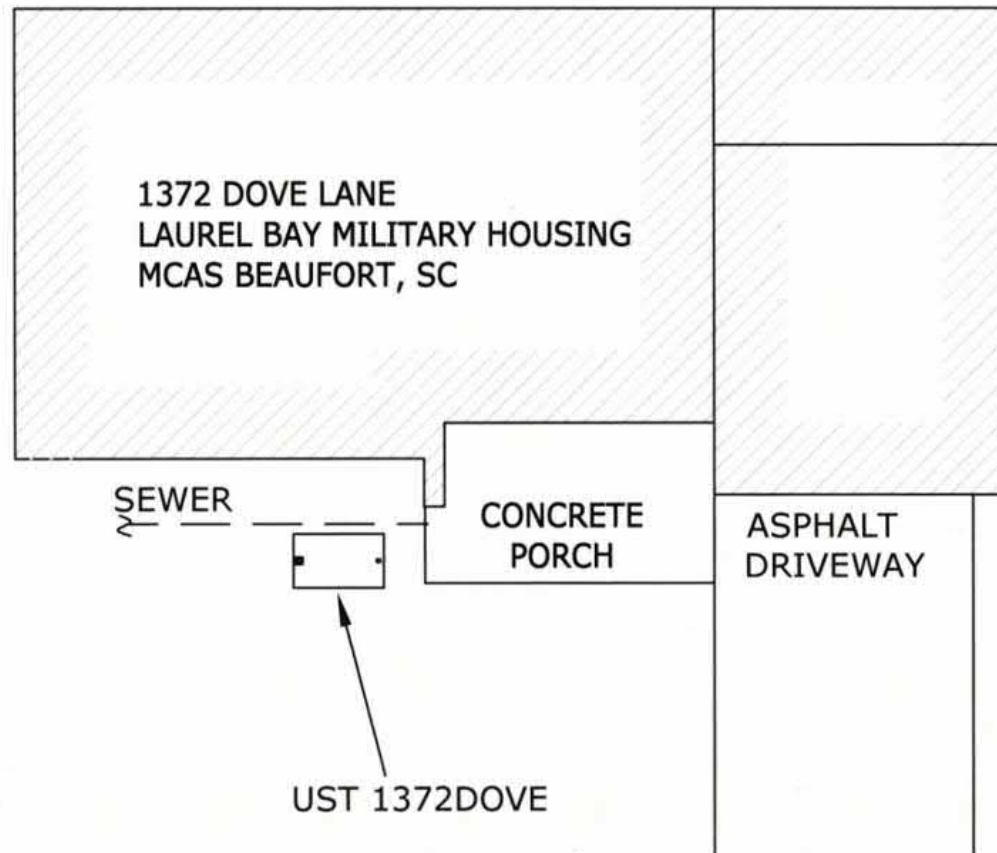 1372 DOVE LANE
LAUREL BAY MILITARY HOUSING
MCAS BEAUFORT, SC
SEWER
CONCRETE
PORCH
ASPHALT
DRIVEWAY
UST 1372DOVE